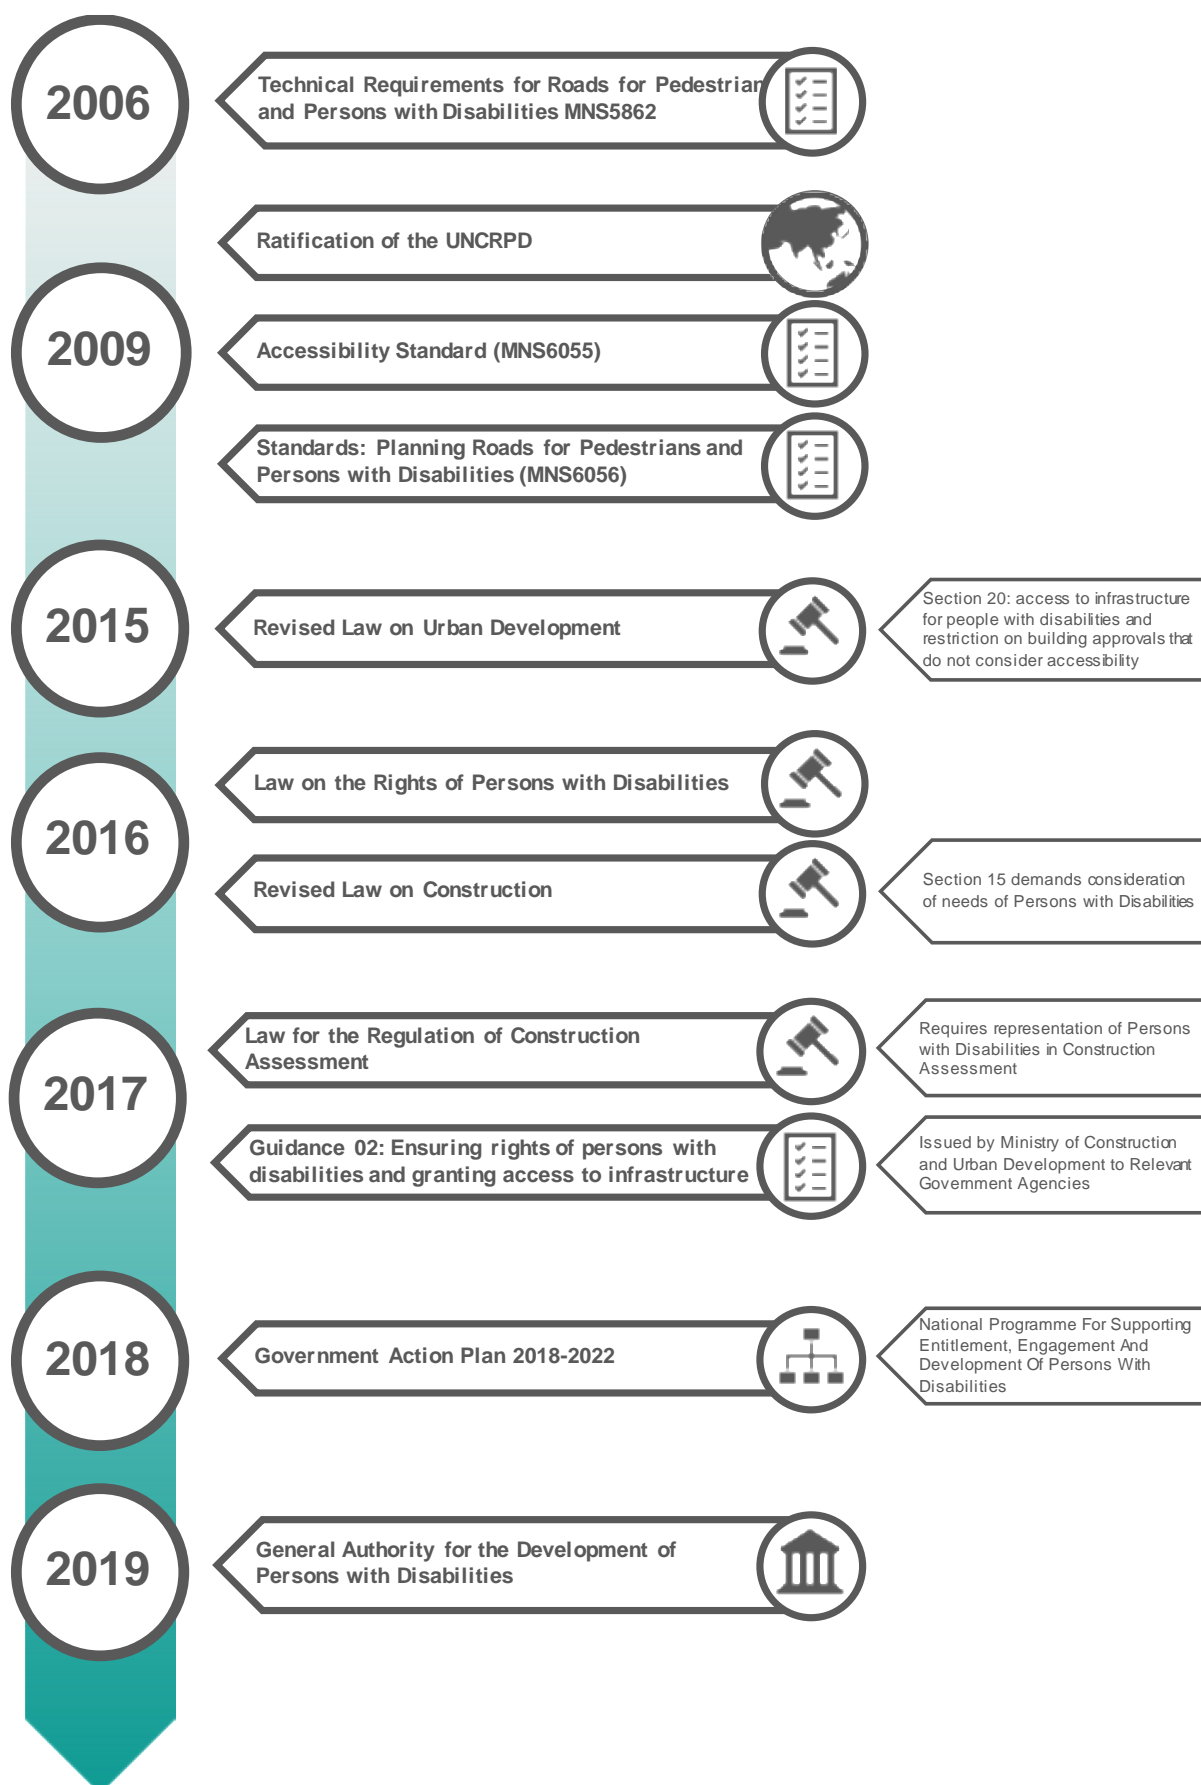 2006
Technical Requirements for Roads for Pedestrian
and Persons with Disabilities MNS5862
Ratification of the UNCRPD
2009
Accessibility Standard (MNS6055)
Standards: Planning Roads for Pedestrians and
Persons with Disabilities (MNS6056)
2015
Revised Law on Urban Development
Section 20: access to infrastructure
for people with disabilities and
restriction on building approvals that
do not consider accessibility
2016
Law on the Rights of Persons with Disabilities
Revised Law on Construction
Section 15 demands consideration
of needs of Persons with Disabilities
2017
Law for the Regulation of Construction
Assessment
Requires representation of Persons
with Disabilities in Construction
Assessment
Guidance 02: Ensuring rights of persons with
disabilities and granting access to infrastructure
Issued by Ministry of Construction
and Urban Development to Relevant
Government Agencies
2018
Government Action Plan 2018-2022
National Programme For Supporting
Entitlement, Engagement And
Development Of Persons With
Disabilities
2019
General Authority for the Development of
Persons with Disabilities